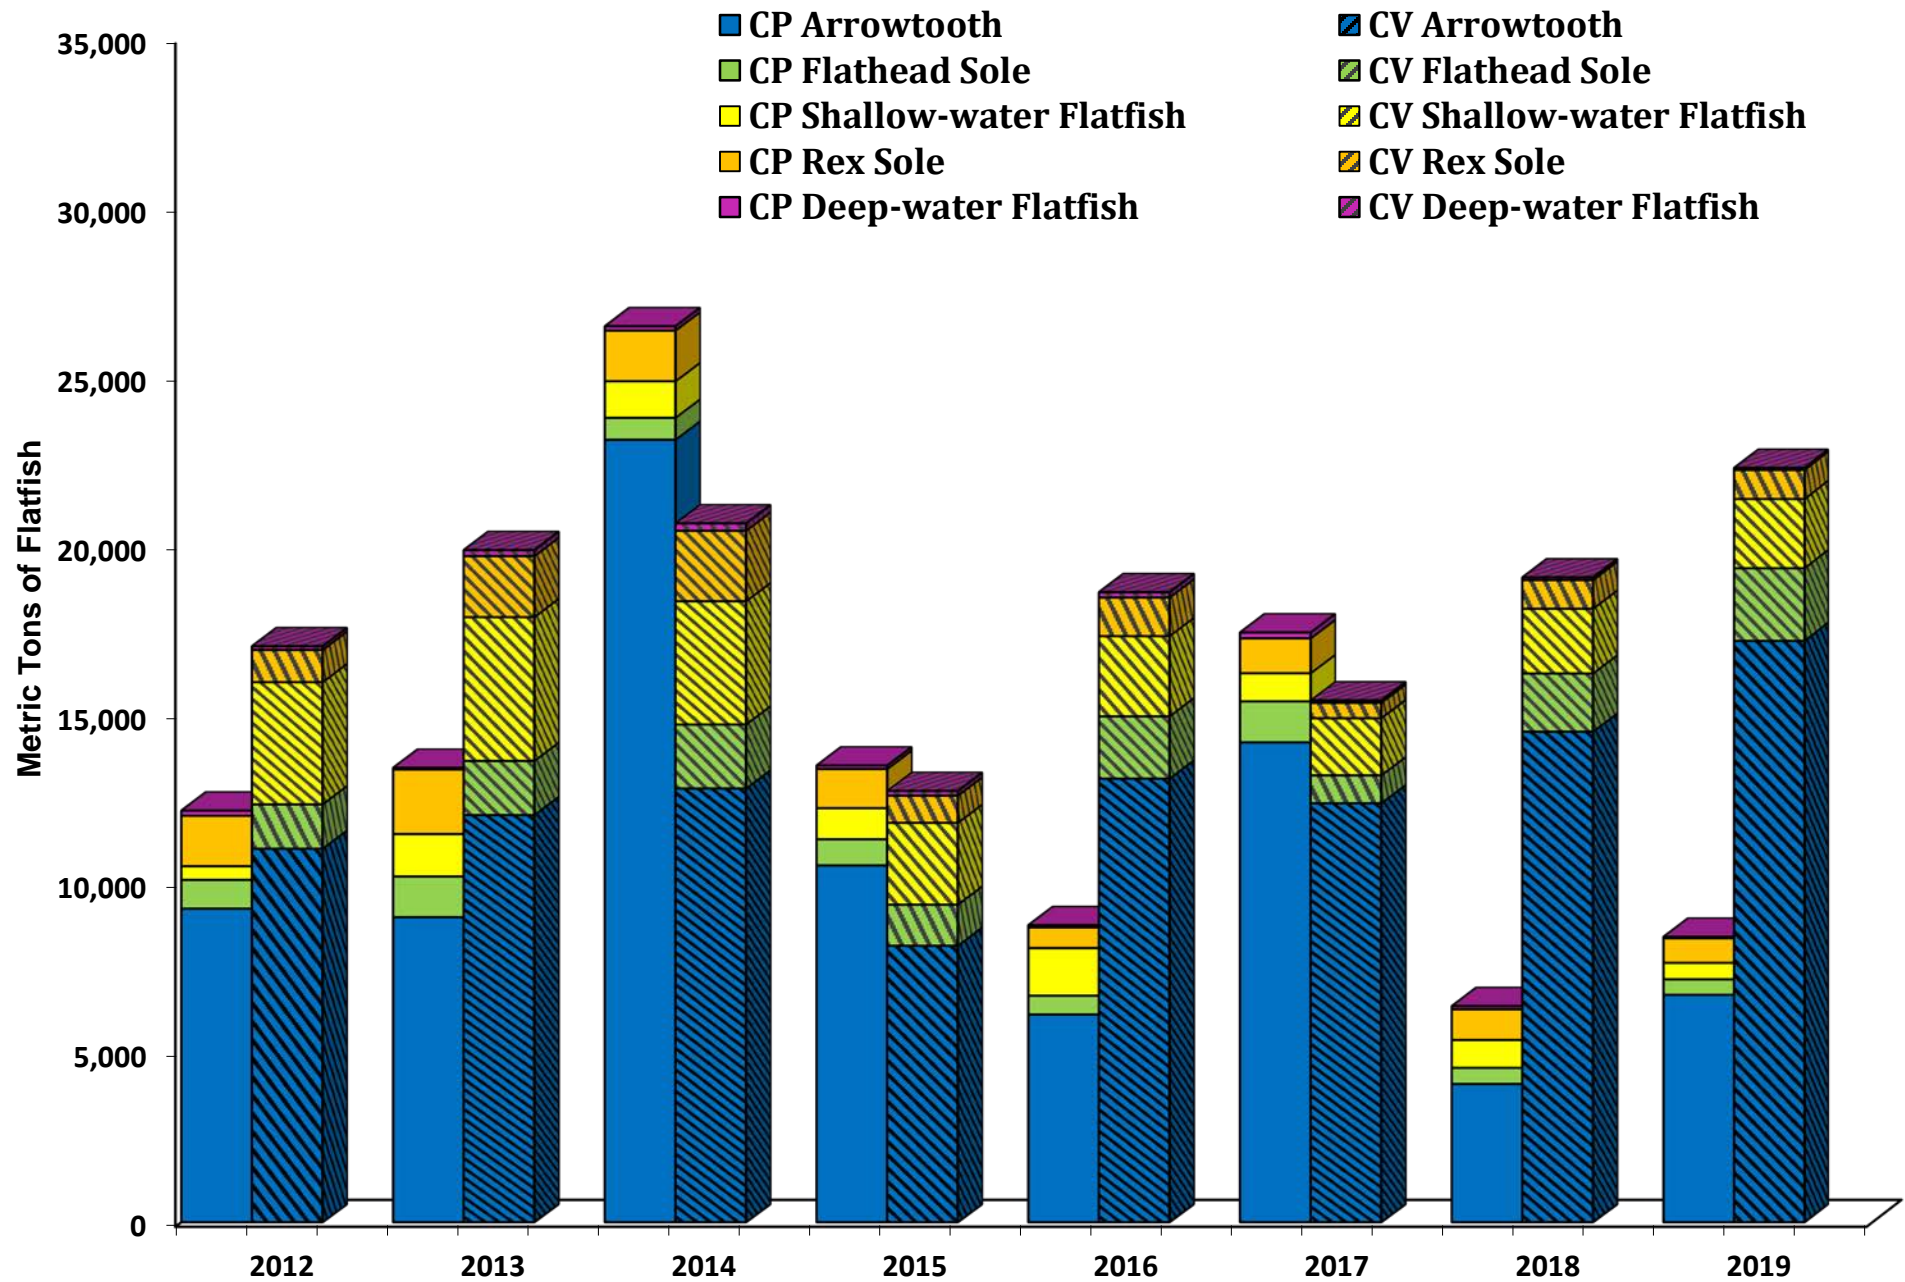 CP Arrowtooth
CV Arrowtooth
CP Flathead Sole
CV Flathead Sole
CP Shallow-water Flatfish
CV Shallow-water Flatfish
CP Rex Sole
CV Rex Sole
CP Deep-water Flatfish
CV Deep-water Flatfish
Metric Tons of Flatfish
35,000
30,000
25,000
20,000
15,000
10,000
5,000
0
2012
2013
2014
2015
2016
2017
2018
2019